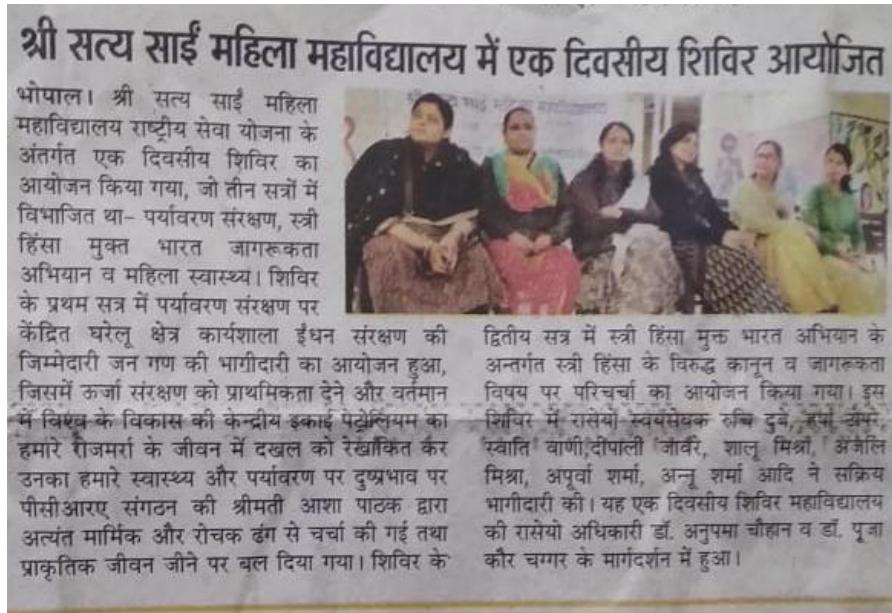 श्री सत्य साईं महिला महाविद्यालय में एक दिवसीय शिविर आयोजित
भोपाल। श्री सत्य साईं महिला
महाविद्यालय राष्ट्रीय सेवा योजना के
अंतर्गत एक दिवसीय शिविर का
आयोजन किया गया, जो तीन सत्रों में
विभाजित था- पर्यावरण संरक्षण, स्त्री
हिंसा मुक्त भारत जागरूकता
अभियान व महिला स्वास्थ्य। शिविर
के प्रथम सत्र में पर्यावरण संरक्षण पर
केंद्रित घरेलू क्षेत्र कार्यशाला ईंधन संरक्षण की
जिम्मेदारी जन गण की भागीदारी का आयोजन हुआ,
जिसमें ऊर्जा संरक्षण को प्राथमिकता देने और वर्तमान
में विश्व के विकास की केन्द्रीय इकाई पेट्रोलियम का
हमारे रोजमर्रा के जीवन में दखल को रेखांकित कर
उनका हमारे स्वास्थ्य और पर्यावरण पर दुष्प्रभाव पर
पीसीआरए संगठन की श्रीमती आशा पाठक द्वारा
अत्यंत मार्मिक और रोचक ढंग से चर्चा की गई तथा
प्राकृतिक जीवन जीने पर बल दिया गया। शिविर के
द्वितीय सत्र में स्त्री हिंसा मुक्त भारत अभियान के
अन्तर्गत स्त्री हिंसा के विरुद्ध कानून व जागरूकता
विषय पर परिचर्चा का आयोजन किया गया। इस
शिविर में रासेयो स्वयंसेवक रुचि दुबे,
स्वाति वाणी,दीपाली शालू मिश्रा, अंजलि
मिश्रा, अपूर्वा शर्मा, अन्नू शर्मा आदि ने सक्रिय
भागीदारी की। यह एक दिवसीय शिविर महाविद्यालय
की रासेयो अधिकारी डॉ. अनुपमा चौहान व डॉ. पूजा
कौर चग्गर के मार्गदर्शन में हुआ।